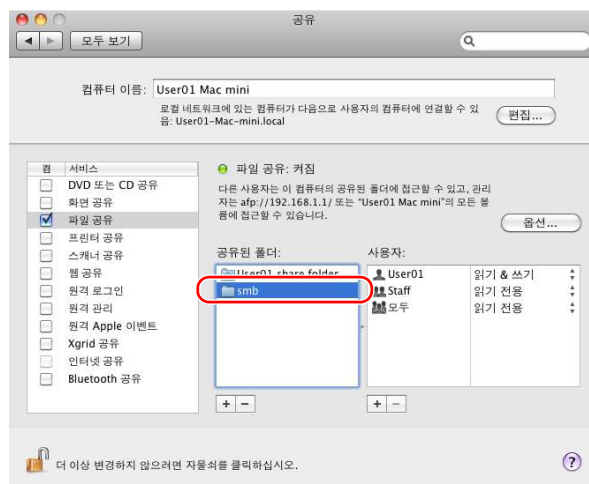 공유
모두 보기
컴퓨터 이름: User01 Mac mini
로컬 네트워크에 있는 컴퓨터가 다음으로 사용자의 컴퓨터에 연결할 수 있
음: User01-Mac-mini.local
편집...
켬 서비스
DVD 또는 CD 공유
화면 공유
파일 공유
프린터 공유
스캐너 공유
웹 공유
원격 로그인
원격 관리
원격 Apple 이벤트
Xgrid 공유
인터넷 공유
Bluetooth 공유
파일 공유: 켜짐
다른 사용자는 이 컴퓨터의 공유된 폴더에 접근할 수 있고, 관리
자는 afp://192.168.1.1/ 또는 “User01 Mac mini”의 모든 볼
륨에 접근할 수 있습니다.
옵션...
공유된 폴더:
User01 share folder
smb
사용자:
User01 읽기 & 쓰기
Staff 읽기 전용
모두 읽기 전용
더 이상 변경하지 않으려면 자물쇠를 클릭하십시오.
?